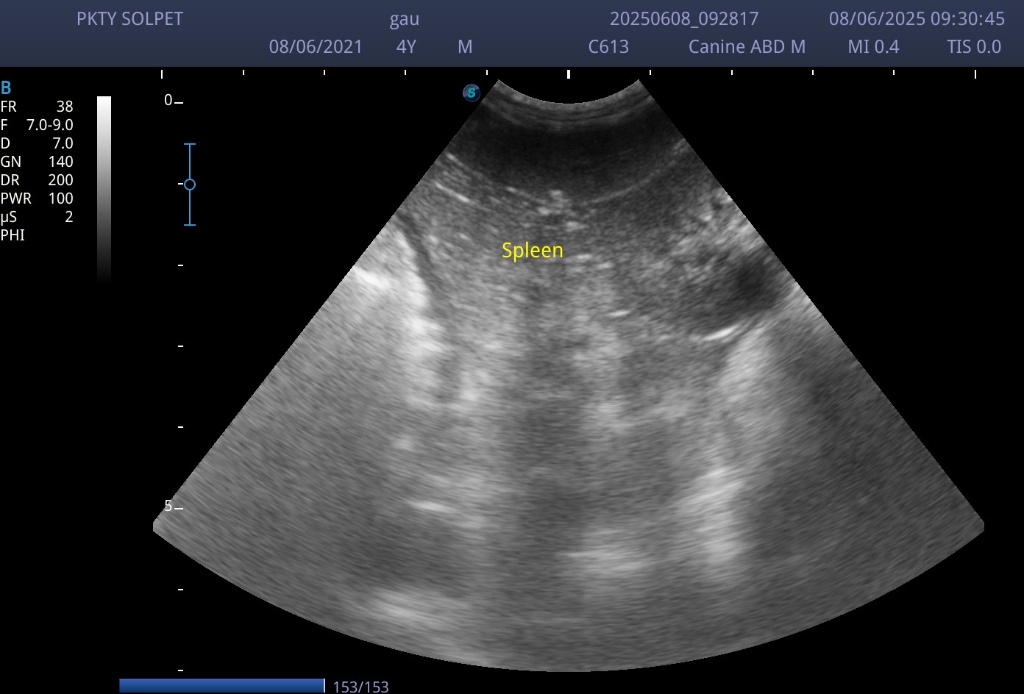 PKTY SOLPET gau 20250608_092817 08/06/2025 09:30:45
08/06/2021 4Y M C613 Canine ABD M MI 0.4 TIS 0.0
B
FR 38
F 7.0-9.0
D 7.0
GN 140
DR 200
PWR 100
µS 2
PHI
0
S
Spleen
5
153/153